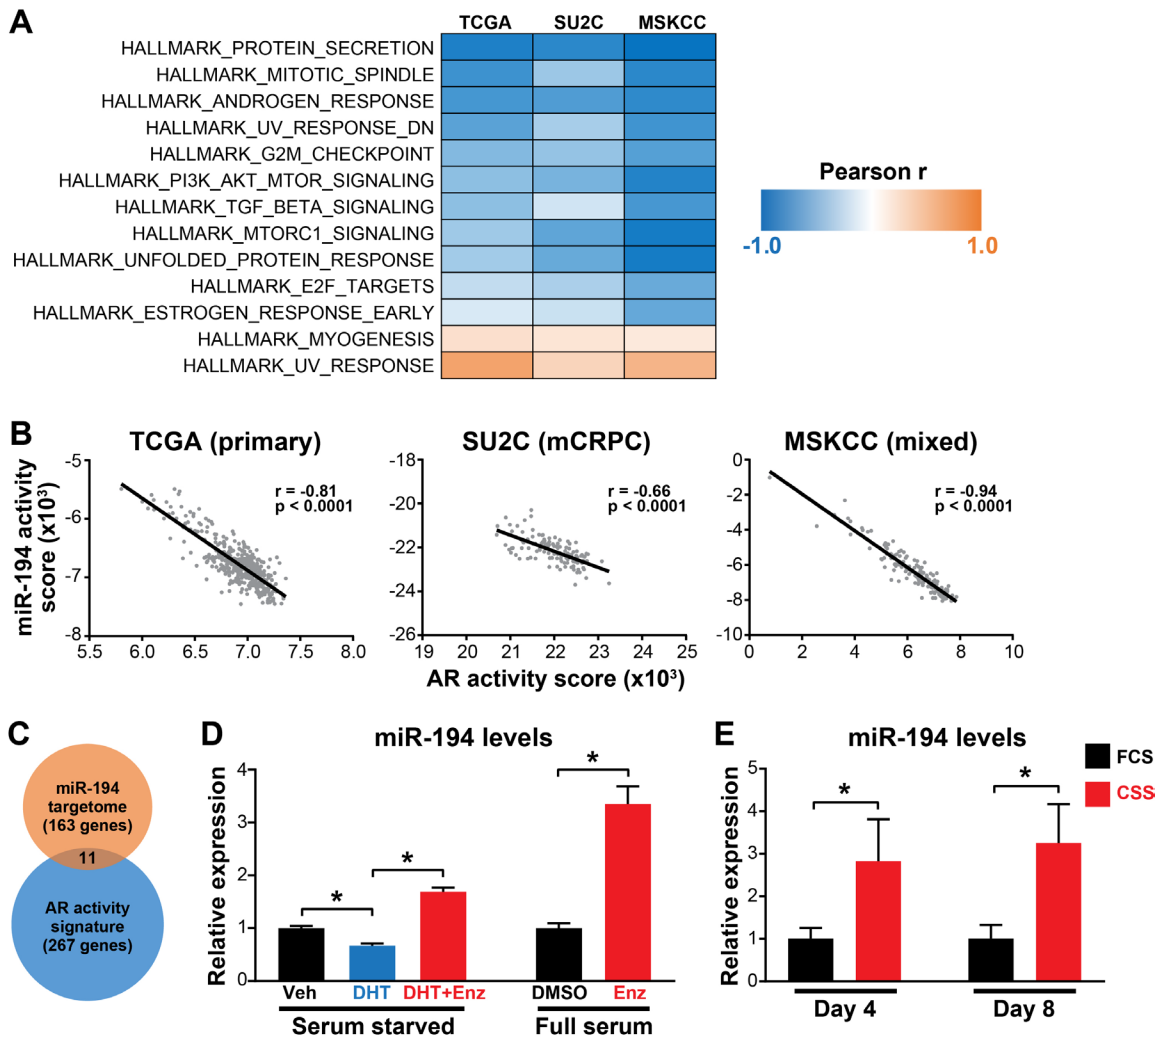 A
TCGA SU2C MSKCC
HALLMARK_PROTEIN_SECRETION
HALLMARK_MITOTIC_SPINDLE
HALLMARK_ANDROGEN_RESPONSE
HALLMARK_UV_RESPONSE_DN
HALLMARK_G2M_CHECKPOINT
HALLMARK_PI3K_AKT_MTOR_SIGNALING
HALLMARK_TGF_BETA_SIGNALING
HALLMARK_MTORC1_SIGNALING
HALLMARK_UNFOLDED_PROTEIN_RESPONSE
HALLMARK_E2F_TARGETS
HALLMARK_ESTROGEN_RESPONSE_EARLY
HALLMARK_MYOGENESIS
HALLMARK_UV_RESPONSE
Pearson r
-1.0 1.0
B
miR-194 activity
score (x10³)
TCGA (primary)
r = -0.81
p < 0.0001
-5
-6
-7
-8
5.5 6.0 6.5 7.0 7.5 8.0
SU2C (mCRPC)
r = -0.66
p < 0.0001
-18
-20
-22
-24
-26
19 20 21 22 23 24 25
MSKCC (mixed)
r = -0.94
p < 0.0001
0
-2
-4
-6
-8
-10
0 2 4 6 8 10
AR activity score (x10³)
C
miR-194
targetome
(163 genes)
11
AR activity
signature
(267 genes)
D
miR-194 levels
Relative expression
4
3
2
1
0
* * *
Veh DHT DHT+Enz DMSO Enz
Serum starved Full serum
E
miR-194 levels
Relative expression
5
4
3
2
1
0
* *
Day 4 Day 8
FCS
CSS